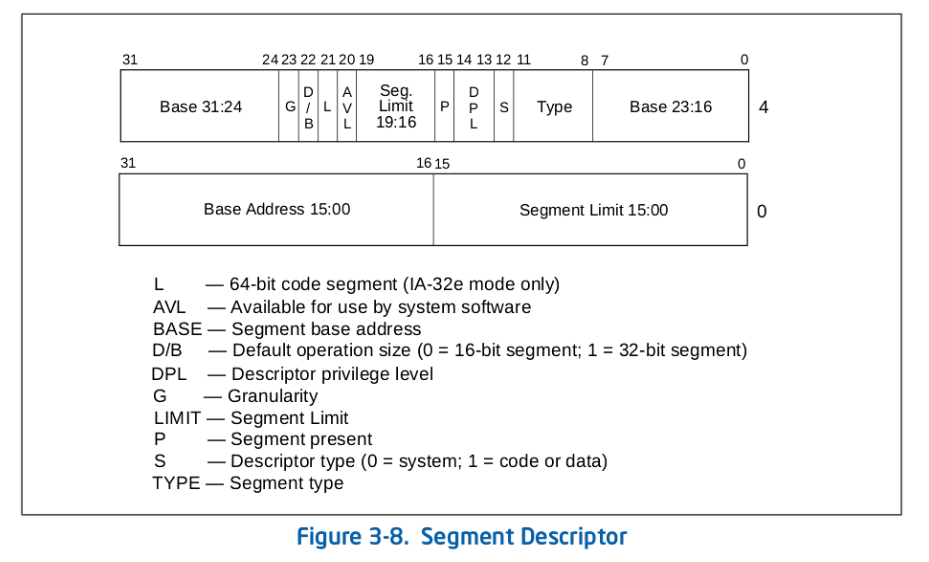 31 24 23 22 21 20 19 16 15 14 13 12 11 8 7 0
Base 31:24 G D/B L AVL Seg. Limit 19:16 P DPL S Type Base 23:16 4
31 16 15 0
Base Address 15:00 Segment Limit 15:00 0
L — 64-bit code segment (IA-32e mode only)
AVL — Available for use by system software
BASE — Segment base address
D/B — Default operation size (0 = 16-bit segment; 1 = 32-bit segment)
DPL — Descriptor privilege level
G — Granularity
LIMIT — Segment Limit
P — Segment present
S — Descriptor type (0 = system; 1 = code or data)
TYPE — Segment type
Figure 3-8. Segment Descriptor